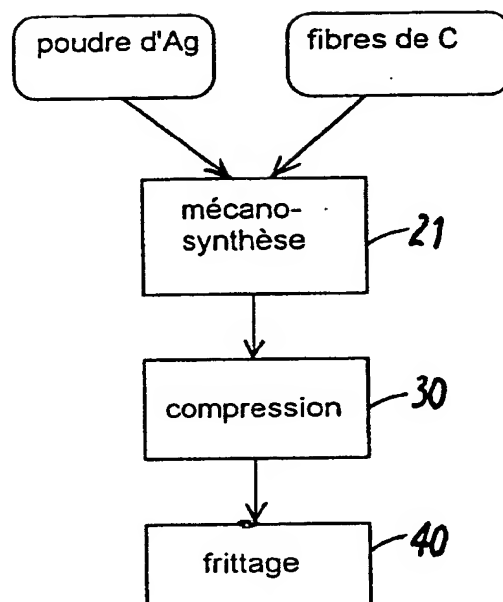 poudre d'Ag
fibres de C
mécano-
synthèse
21
compression
30
frittage
40